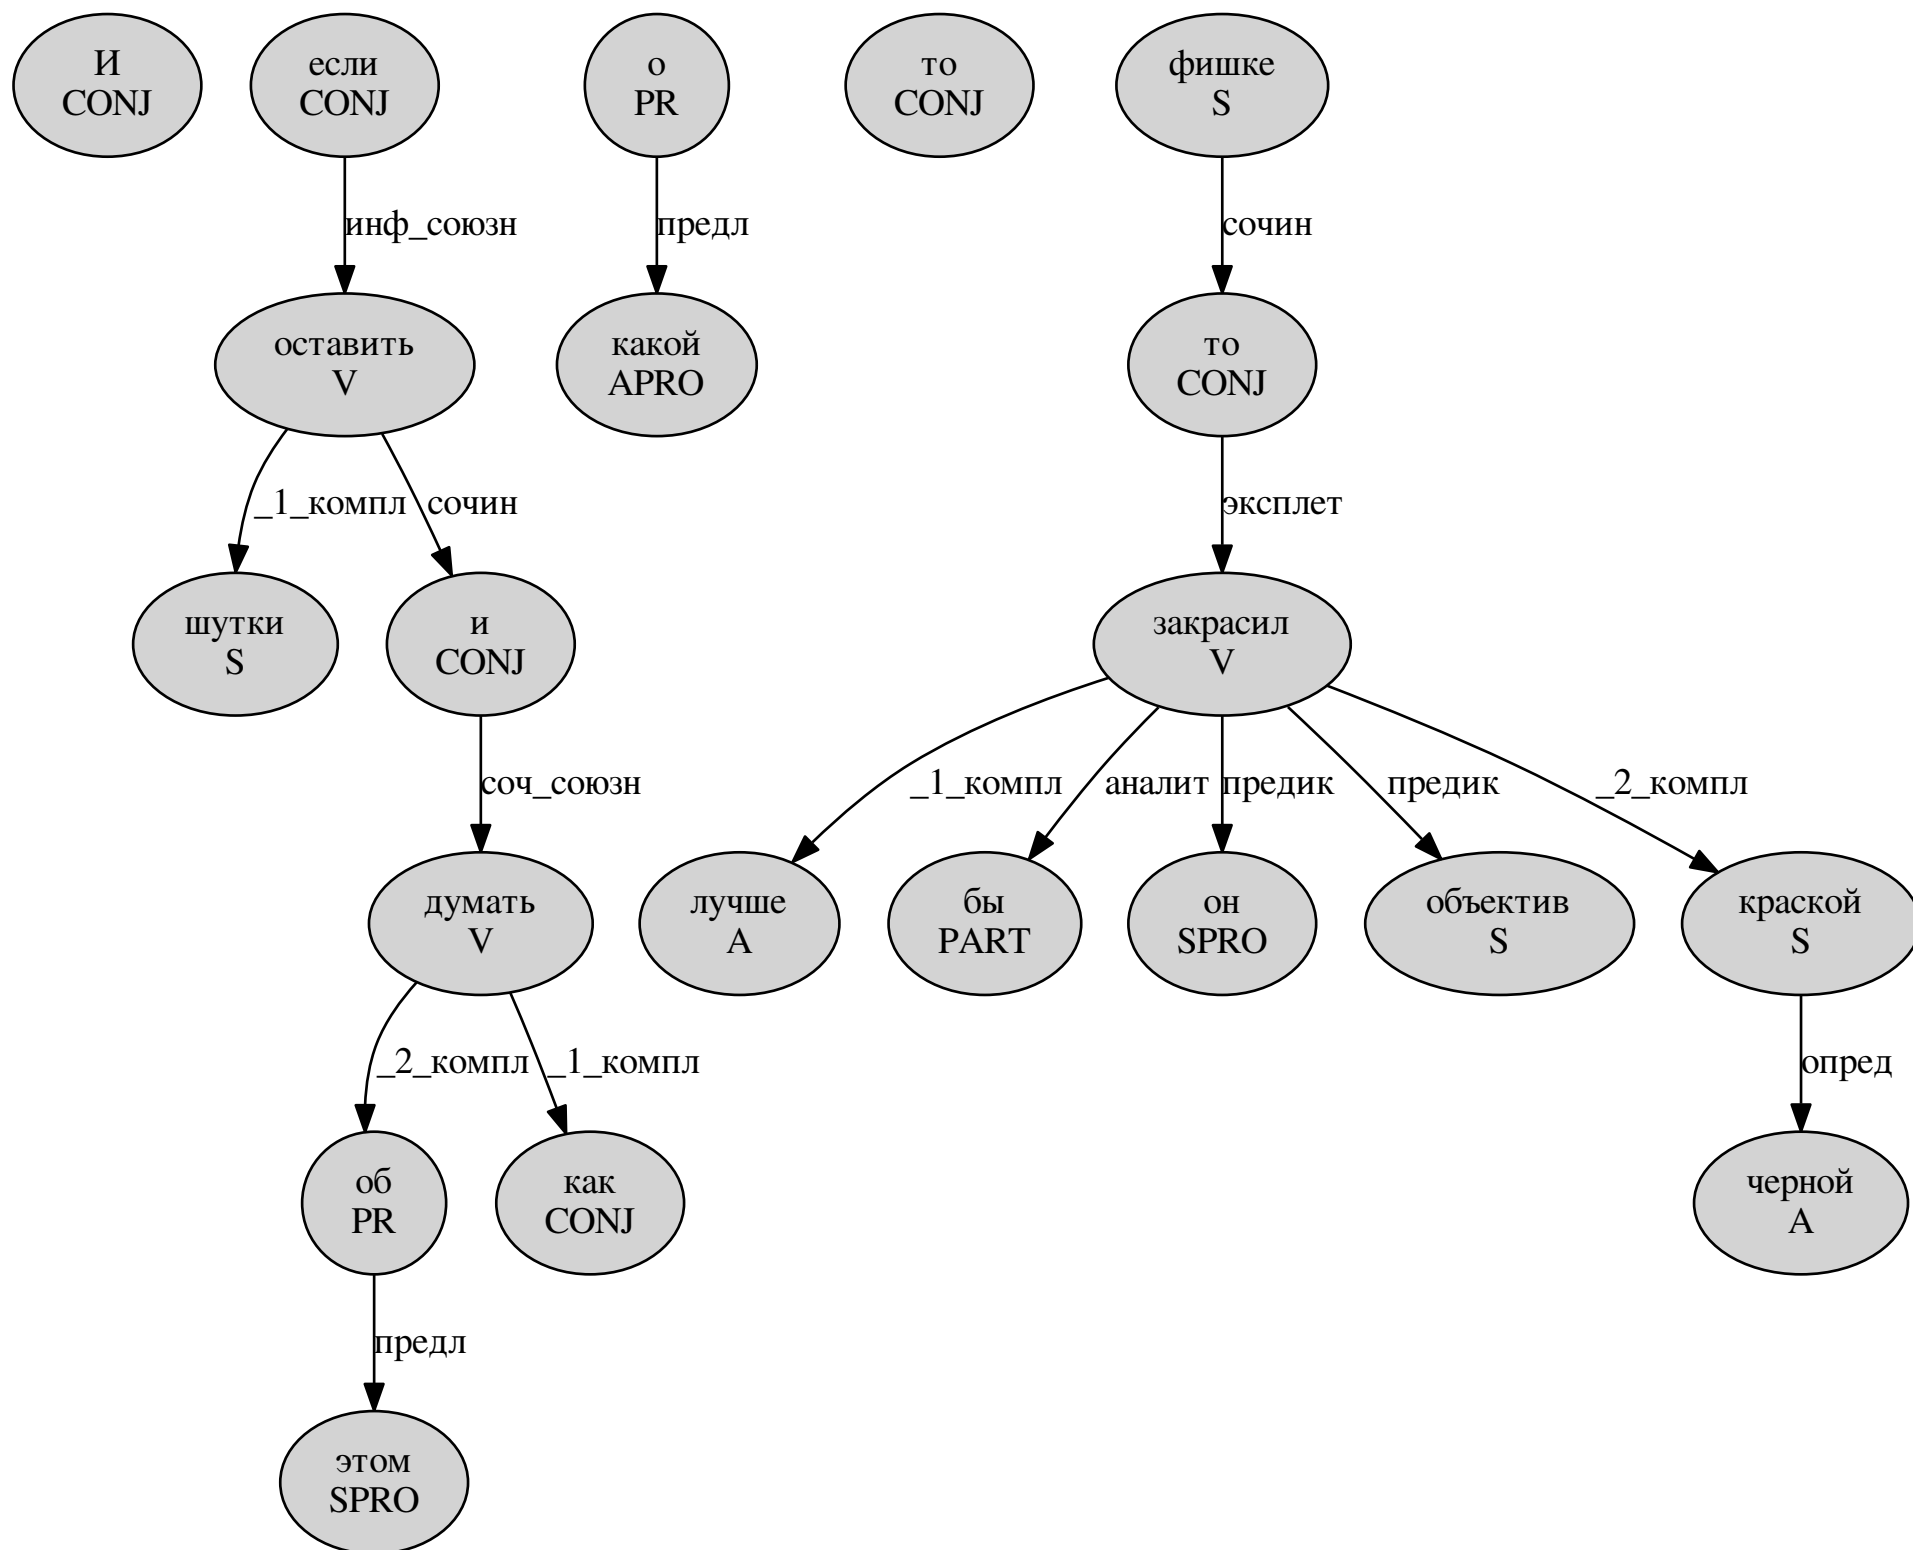 И
CONJ
если
CONJ
о
PR
то
CONJ
фишке
S
инф_союзн
предл
сочин
оставить
V
какой
APRO
то
CONJ
_1_компл
сочин
эксплет
шутки
S
и
CONJ
закрасил
V
соч_союзн
_1_компл
аналит
предик
предик
_2_компл
думать
V
лучше
A
бы
PART
он
SPRO
объектив
S
краской
S
_2_компл
_1_компл
опред
об
PR
как
CONJ
черной
A
предл
этом
SPRO